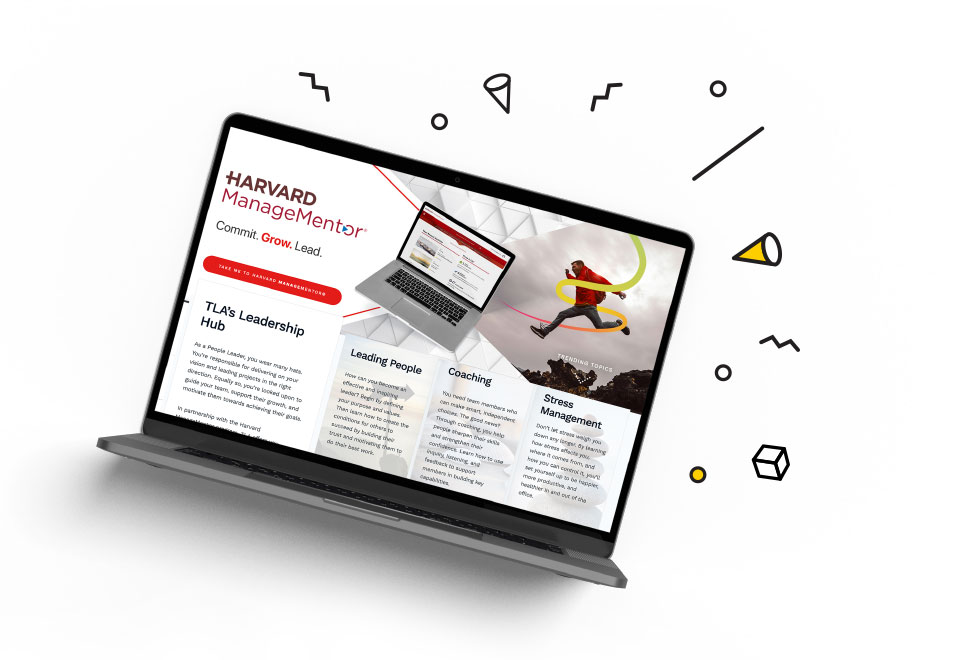 HARVARD
ManageMentor®
Commit. Grow. Lead.
TAKE ME TO HARVARD MANAGEMENTOR®
TLA's Leadership
Hub
As a People Leader, you wear many hats.
You're responsible for delivering on your
vision and leading projects in the right
direction. Equally so, you're looked upon to
guide your team, support their growth, and
motivate them towards achieving their goals.
In partnership with the Harvard
TRENDING TOPICS
Leading People
How can you become an
effective and inspiring
leader? Begin by defining
your purpose and values.
Then learn how to create the
conditions for others to
succeed by building their
trust and motivating them to
do their best work.
Coaching
You need team members who
can make smart, independent
choices. The good news?
Through coaching, you help
people sharpen their skills
and strengthen their
confidence. Learn how to use
inquiry, listening, and
feedback to support
members in building key
capabilities.
Stress
Management
Don't let stress weigh you
down any longer. By learning
how stress affects you,
where it comes from, and
how you can control it, you'll
set yourself up to be happier,
more productive, and
healthier in and out of the
office.